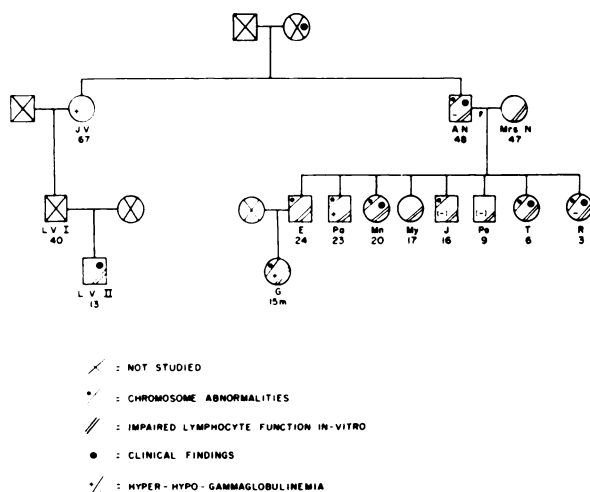 J V
67
A N
48
P
Mrs N
47
L V I
40
E
24
Pa
23
Mn
20
My
17
J
16
Pe
9
T
6
R
3
L V II
13
G
15m
+
-
+
(-)
(-)
-
+
: NOT STUDIED
: CHROMOSOME ABNORMALITIES
: IMPAIRED LYMPHOCYTE FUNCTION IN-VITRO
: CLINICAL FINDINGS
+/- : HYPER-HYPO-GAMMAGLOBULINEMIA